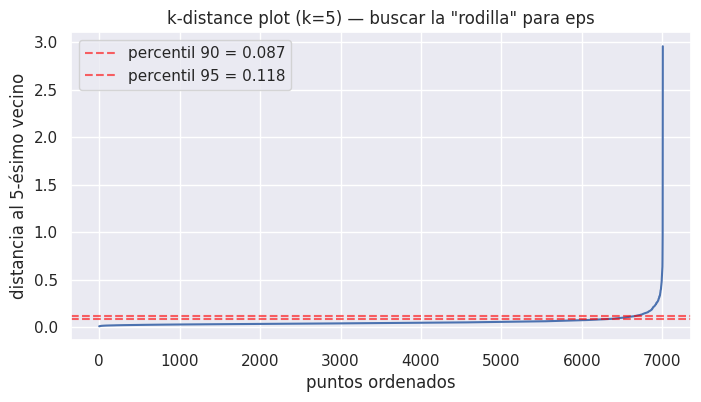 k-distance plot (k=5) — buscar la "rodilla" para eps
percentil 90 = 0.087
percentil 95 = 0.118
distancia al 5-ésimo vecino
3.0
2.5
2.0
1.5
1.0
0.5
0.0
0 1000 2000 3000 4000 5000 6000 7000
puntos ordenados